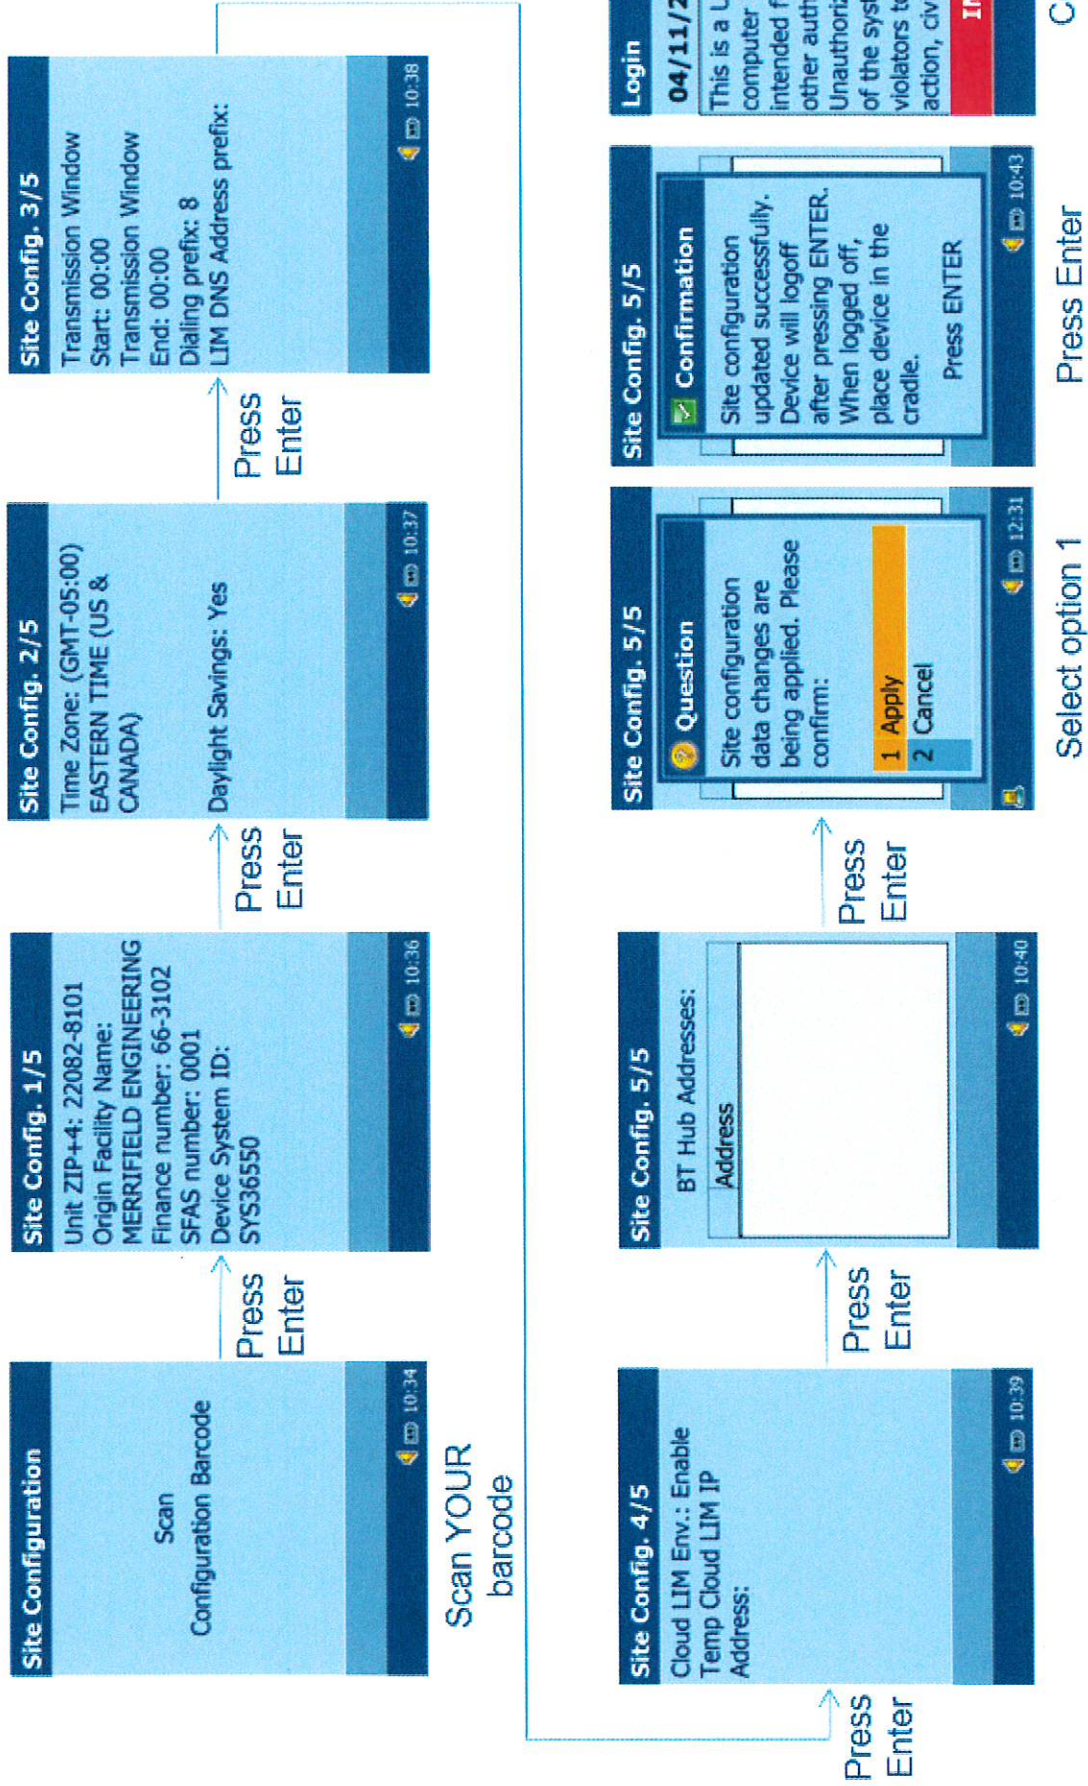 Site Configuration
Scan
Configuration Barcode
10:34
Scan YOUR
barcode
Press
Enter
Site Config. 1/5
Unit ZIP+4: 22082-8101
Origin Facility Name:
MERRIFIELD ENGINEERING
Finance number: 66-3102
SFAS number: 0001
Device System ID:
SYS36550
10:36
Press
Enter
Site Config. 2/5
Time Zone: (GMT-05:00)
EASTERN TIME (US &
CANADA)
Daylight Savings: Yes
10:37
Press
Enter
Site Config. 3/5
Transmission Window
Start: 00:00
Transmission Window
End: 00:00
Dialing prefix: 8
LIM DNS Address prefix:
10:38
Press
Enter
Site Config. 4/5
Cloud LIM Env.: Enable
Temp Cloud LIM IP
Address:
10:39
Press
Enter
Site Config. 5/5
BT Hub Addresses:
Address
10:40
Press
Enter
Site Config. 5/5
Question
Site configuration
data changes are
being applied. Please
confirm:
1 Apply
2 Cancel
12:31
Select option 1
Site Config. 5/5
Confirmation
Site configuration
updated successfully.
Device will logoff
after pressing ENTER.
When logged off,
place device in the
cradle.
Press ENTER
10:43
Press Enter
Login
04/11/2
This is a U
computer
intended f
other auth
Unauthoriz
of the syst
violators to
action, civi